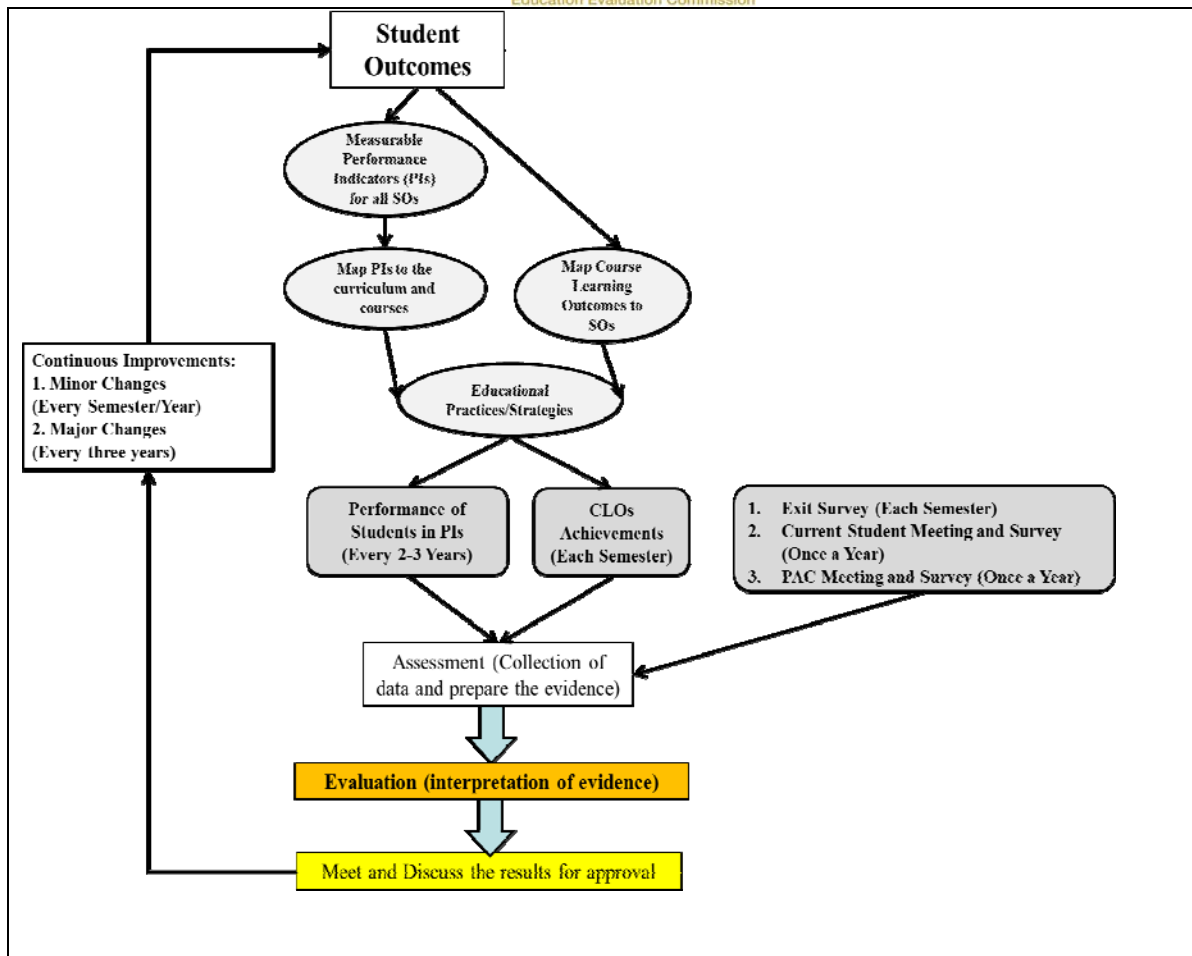 Education Evaluation Commission
Student
Outcomes
Measurable
Performance
Indicators (PIs)
for all SOs
Map PIs to the
curriculum and
courses
Map Course
Learning
Outcomes to
SOs
Continuous Improvements:
1. Minor Changes
(Every Semester/Year)
2. Major Changes
(Every three years)
Educational
Practices/Strategies
Performance of
Students in PIs
(Every 2-3 Years)
CLOs
Achievements
(Each Semester)
1. Exit Survey (Each Semester)
2. Current Student Meeting and Survey
(Once a Year)
3. PAC Meeting and Survey (Once a Year)
Assessment (Collection of
data and prepare the evidence)
Evaluation (interpretation of evidence)
Meet and Discuss the results for approval